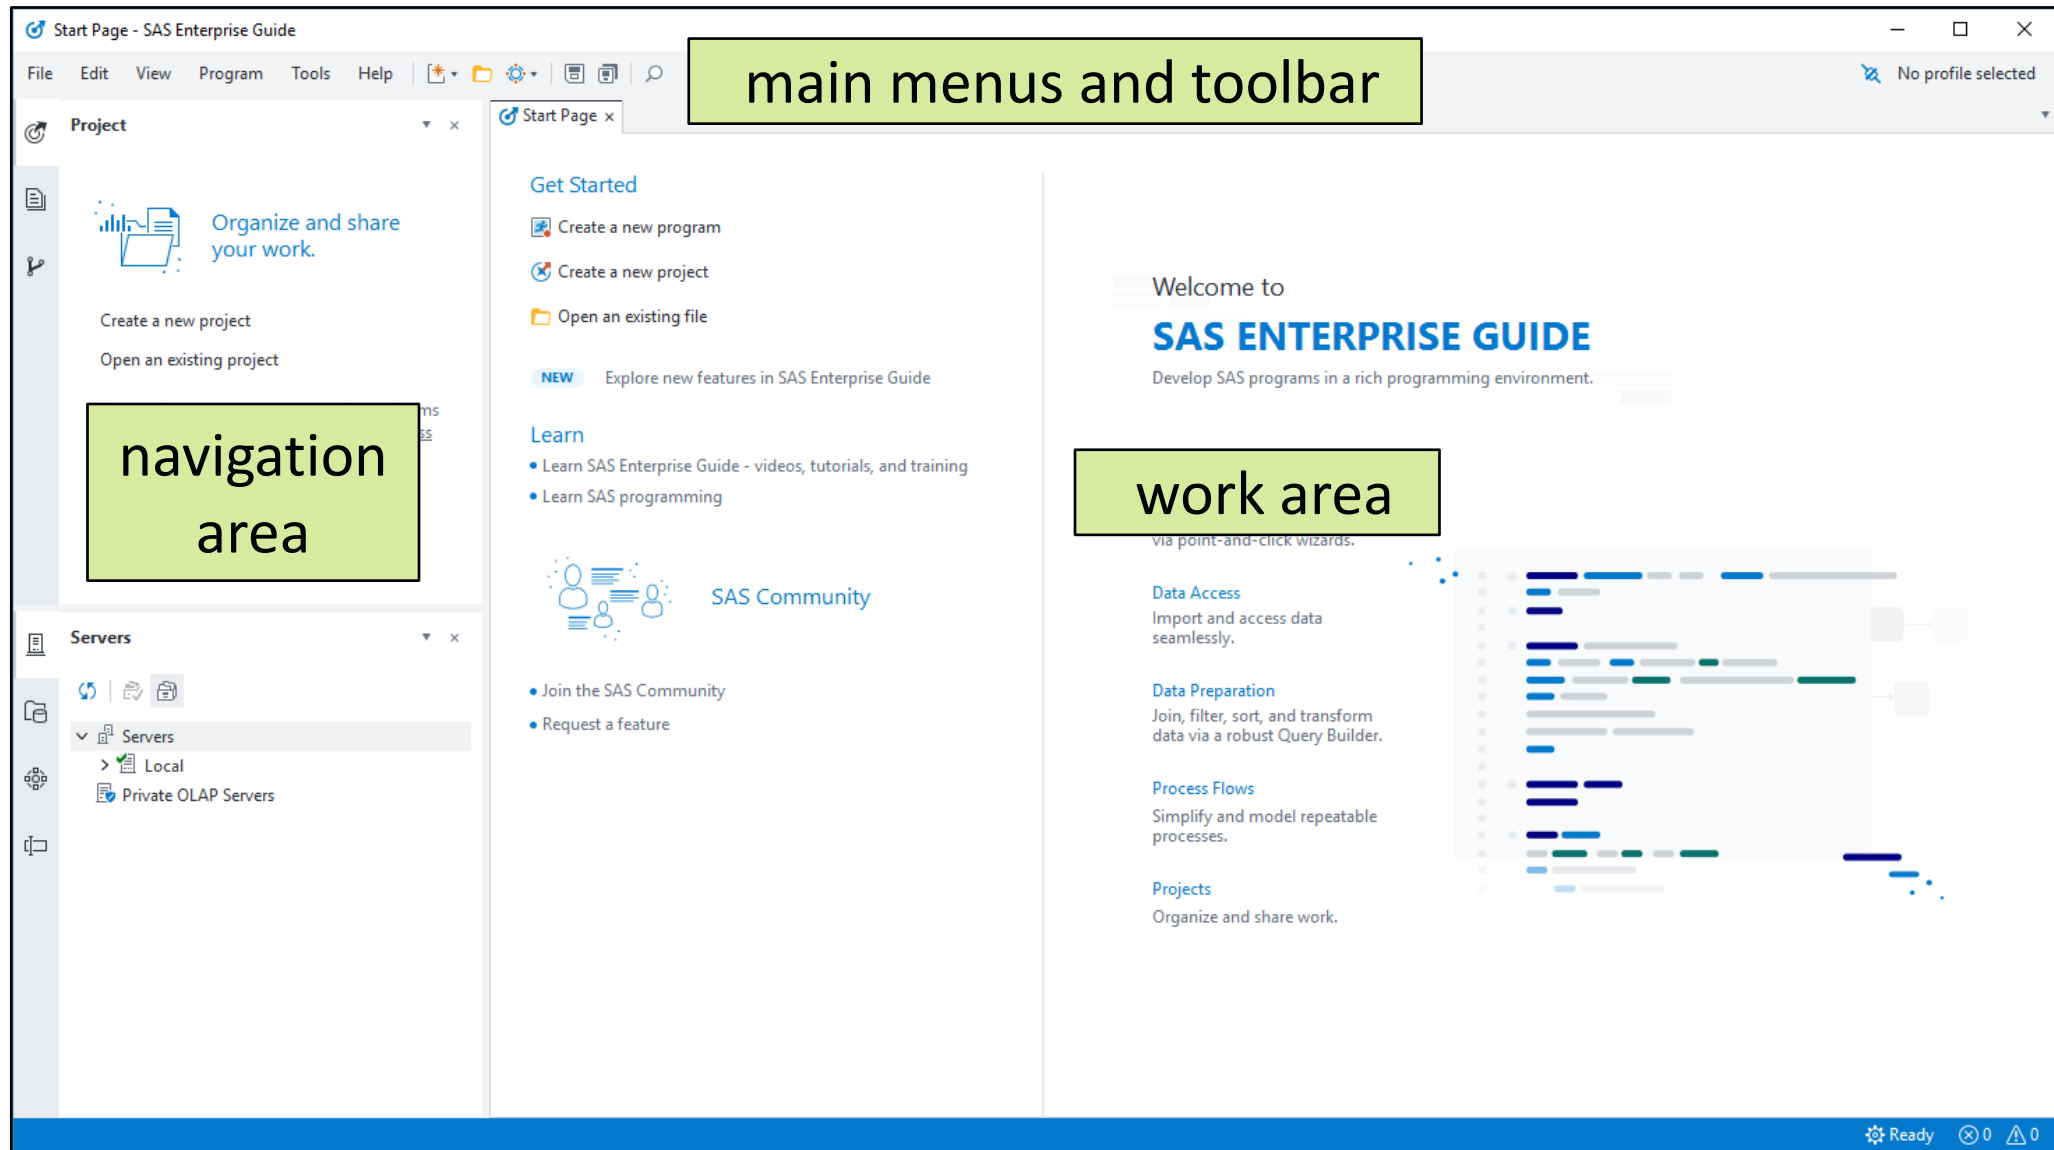 Start Page - SAS Enterprise Guide
File Edit View Program Tools Help
main menus and toolbar
No profile selected
Project
Start Page
Organize and share
your work.
Create a new project
Open an existing project
navigation
area
Servers
Servers
Local
Private OLAP Servers
Get Started
Create a new program
Create a new project
Open an existing file
NEW Explore new features in SAS Enterprise Guide
Learn
• Learn SAS Enterprise Guide - videos, tutorials, and training
• Learn SAS programming
SAS Community
• Join the SAS Community
• Request a feature
Welcome to
SAS ENTERPRISE GUIDE
Develop SAS programs in a rich programming environment.
work area
via point-and-click wizards.
Data Access
Import and access data
seamlessly.
Data Preparation
Join, filter, sort, and transform
data via a robust Query Builder.
Process Flows
Simplify and model repeatable
processes.
Projects
Organize and share work.
Ready 0 0